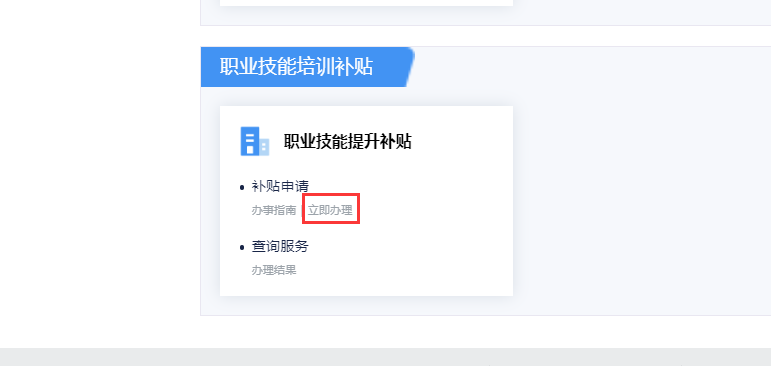 职业技能培训补贴
职业技能提升补贴
补贴申请
办事指南 立即办理
查询服务
办理结果